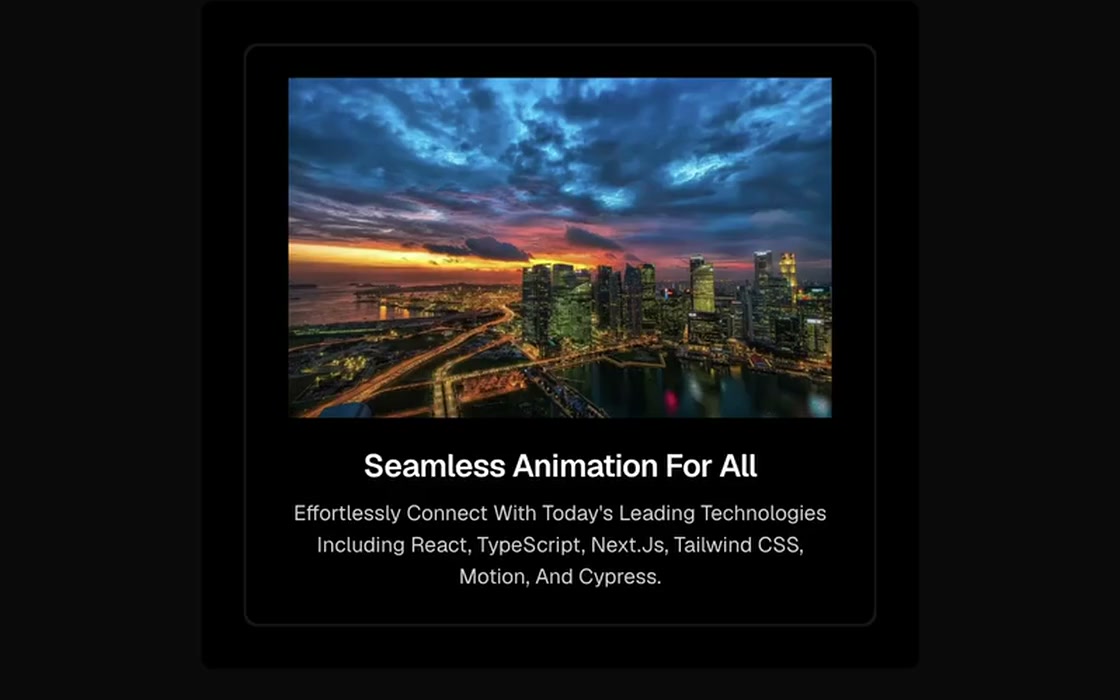 Seamless Animation For All
Effortlessly Connect With Today's Leading Technologies
Including React, TypeScript, Next.Js, Tailwind CSS,
Motion, And Cypress.